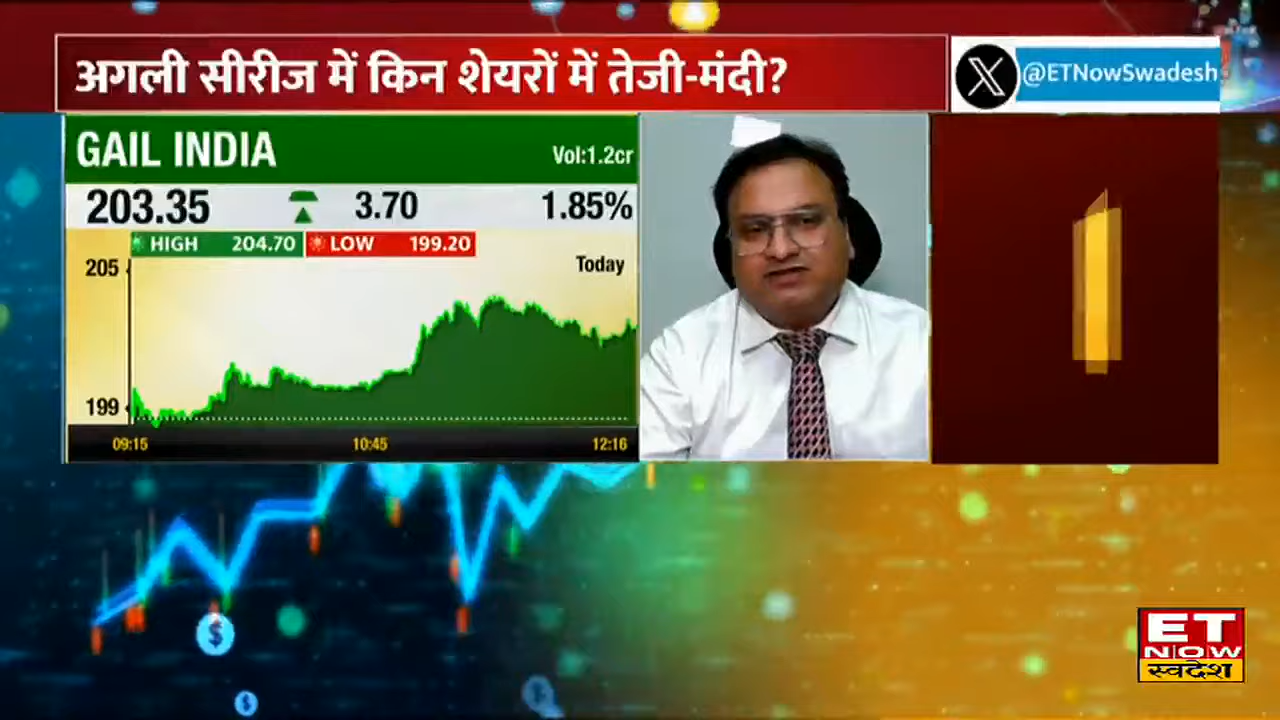 अगली सीरीज में किन शेयरों में तेजी-मंदी?
@ETNowSwadesh
GAIL INDIA
Vol:1.2cr
203.35 3.70 1.85%
HIGH 204.70 LOW 199.20
Today
205
199
09:15 10:45 12:16
ET
NOW
स्वदेश